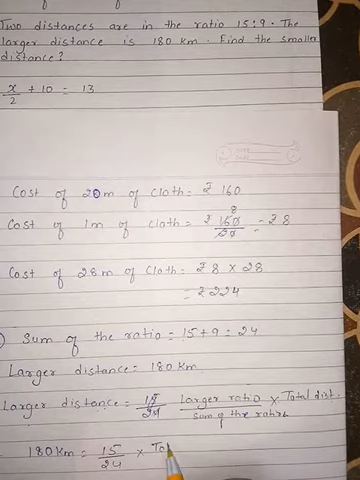 Two distances are in the ratio 15:9. The
larger distance is 180 km. Find the smaller
distance?
x/2 + 10 = 13
Cost of 20m of cloth = ₹ 160
Cost of 1m of cloth = ₹ 160/20 8 = ₹ 8
Cost of 28m of cloth = ₹ 8 × 28
= ₹ 224
Sum of the ratio = 15 + 9 = 24
Larger distance = 180 km.
Larger distance = 15/24 Larger ratio/Sum of the ratio × Total dist.
180 km = 15/24 × To